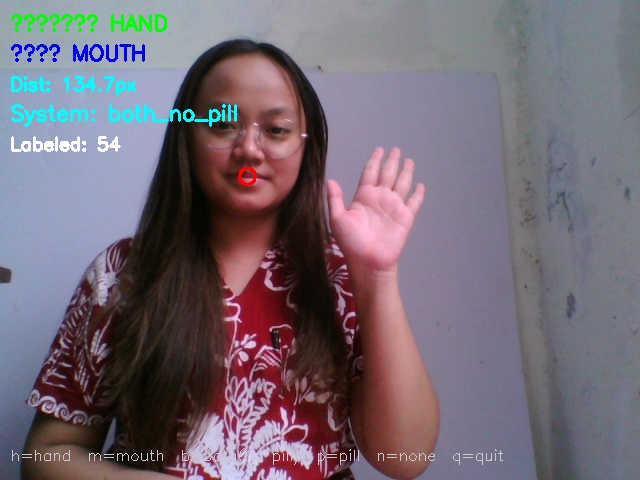 ??????? HAND
???? MOUTH
Dist: 134.7px
System: both_no_pill
Labeled: 54
h=hand m=mouth pill p=pill n=none q=quit